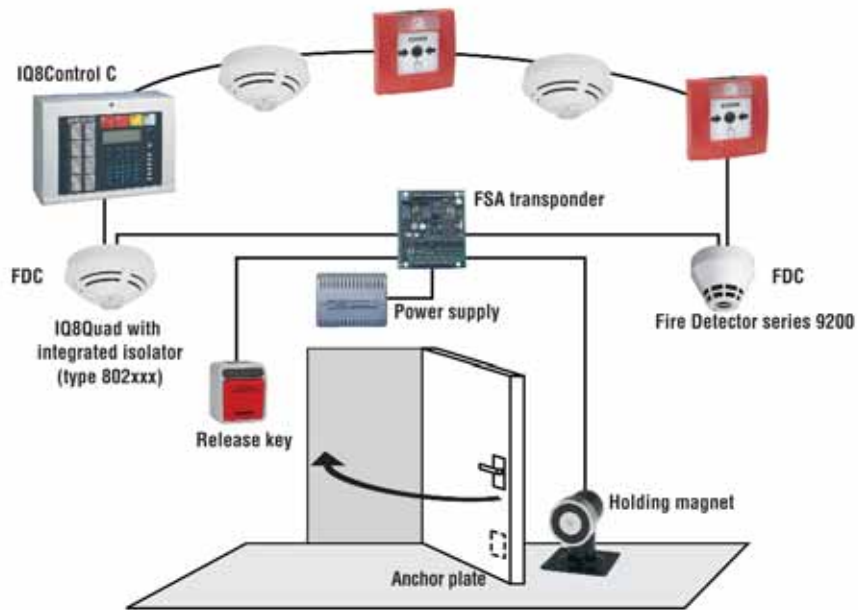 IQ8Control C
FSA transponder
FDC
IQ8Quad with
integrated isolator
(type 802xxx)
Power supply
FDC
Fire Detector series 9200
Release key
Holding magnet
Anchor plate